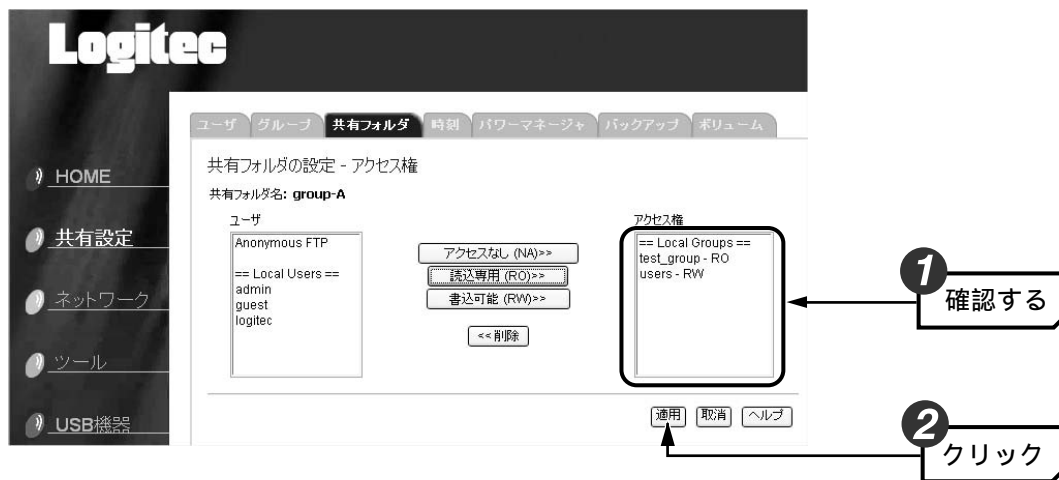 Logitec
ユーザ グループ 共有フォルダ 時刻 パワーマネージャ バックアップ ボリューム
共有フォルダの設定 - アクセス権
共有フォルダ名: group-A
HOME
共有設定
ネットワーク
ツール
USB機器
ユーザ
Anonymous FTP
== Local Users ==
admin
guest
logitec
アクセスなし (NA)>>
読込専用 (RO)>>
書込可能 (RW)>>
<<削除
アクセス権
== Local Groups ==
test_group - RO
users - RW
適用 取消 ヘルプ
1
確認する
2
クリック